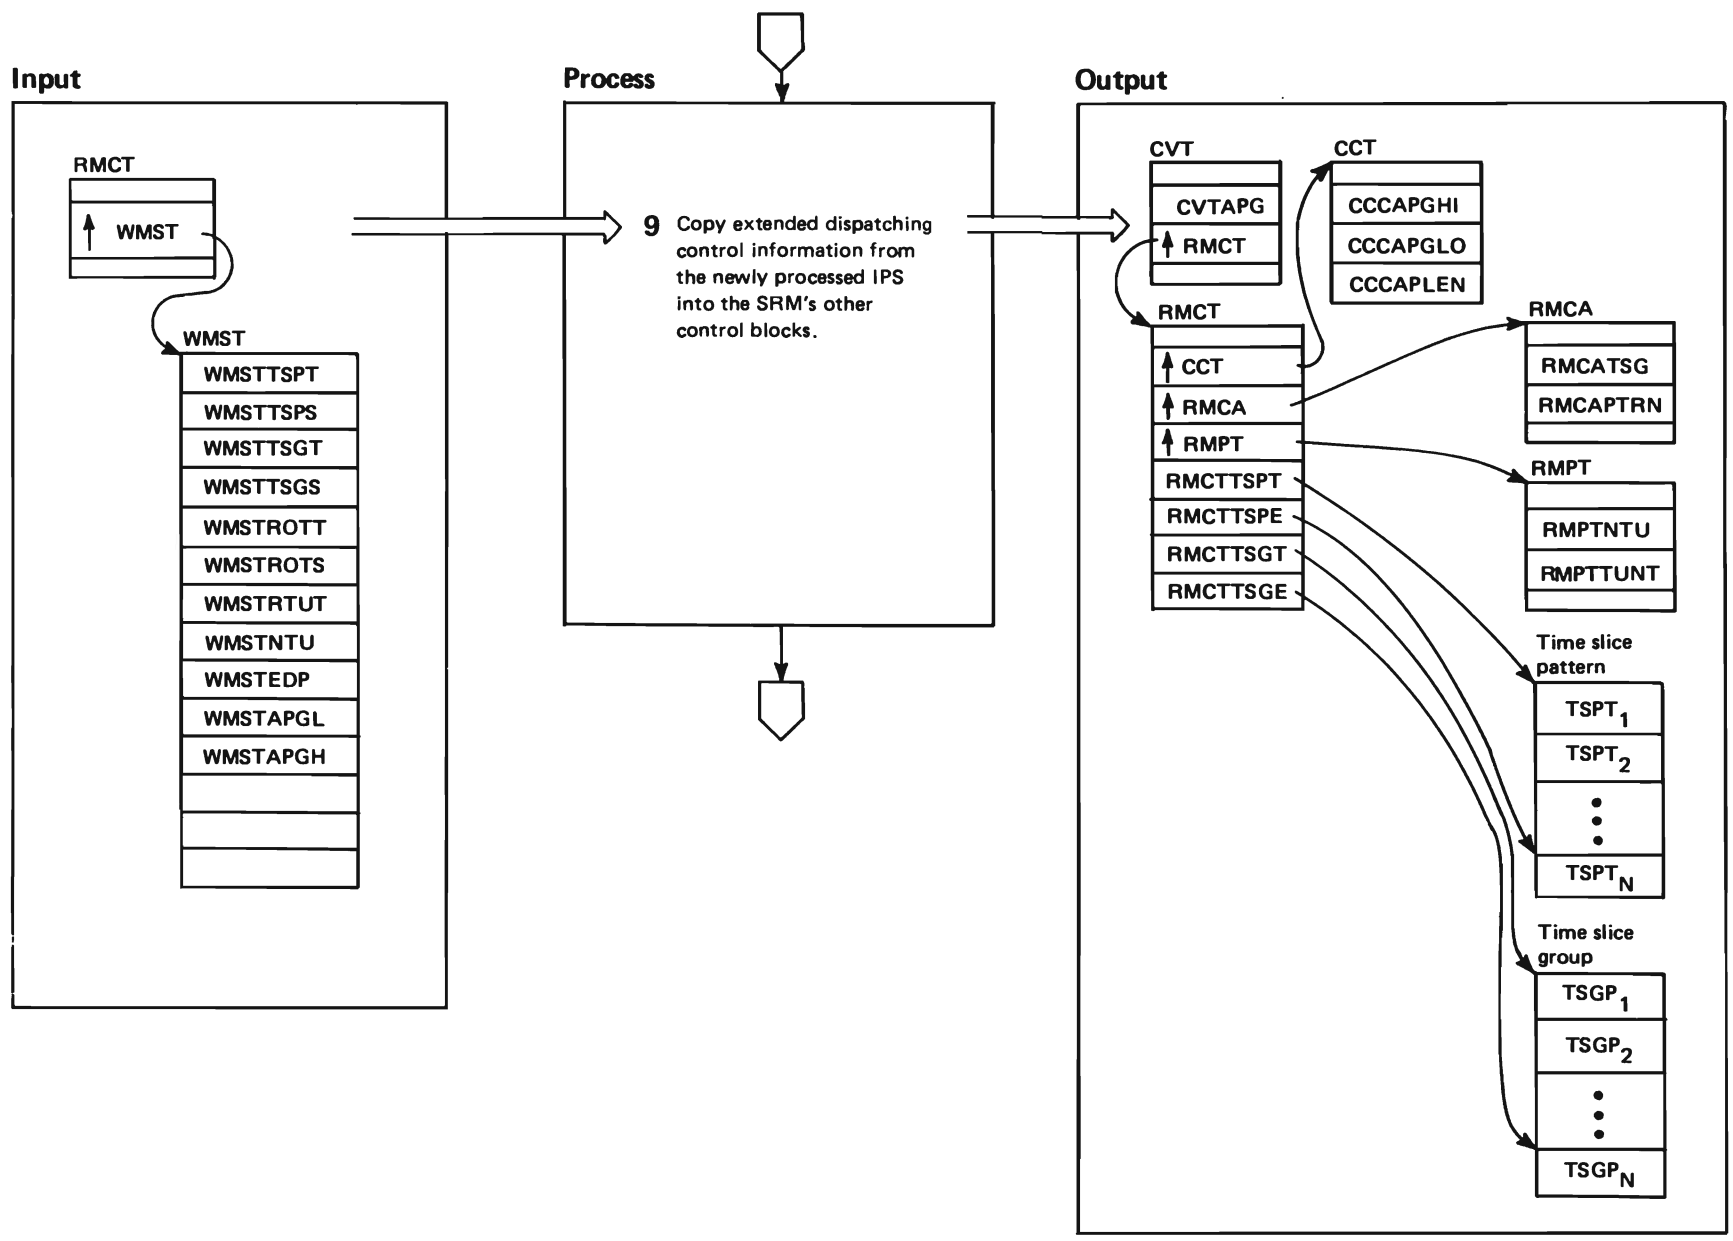 Input
RMCT
↑ WMST
WMST
WMSTTSPT
WMSTTSPS
WMSTTSGT
WMSTTSGS
WMSTROTT
WMSTROTS
WMSTRTUT
WMSTNTU
WMSTEDP
WMSTAPGL
WMSTAPGH
Process
9 Copy extended dispatching
control information from
the newly processed IPS
into the SRM's other
control blocks.
Output
CVT
CVTAPG
↑ RMCT
CCT
CCCAPGHI
CCCAPGLO
CCCAPLEN
RMCT
↑ CCT
↑ RMCA
↑ RMPT
RMCTTSPT
RMCTTSPE
RMCTTSGT
RMCTTSGE
RMCA
RMCATSG
RMCAPTRN
RMPT
RMPTNTU
RMPTTUNT
Time slice
pattern
TSPT1
TSPT2
TSPTN
Time slice
group
TSGP1
TSGP2
TSGPN